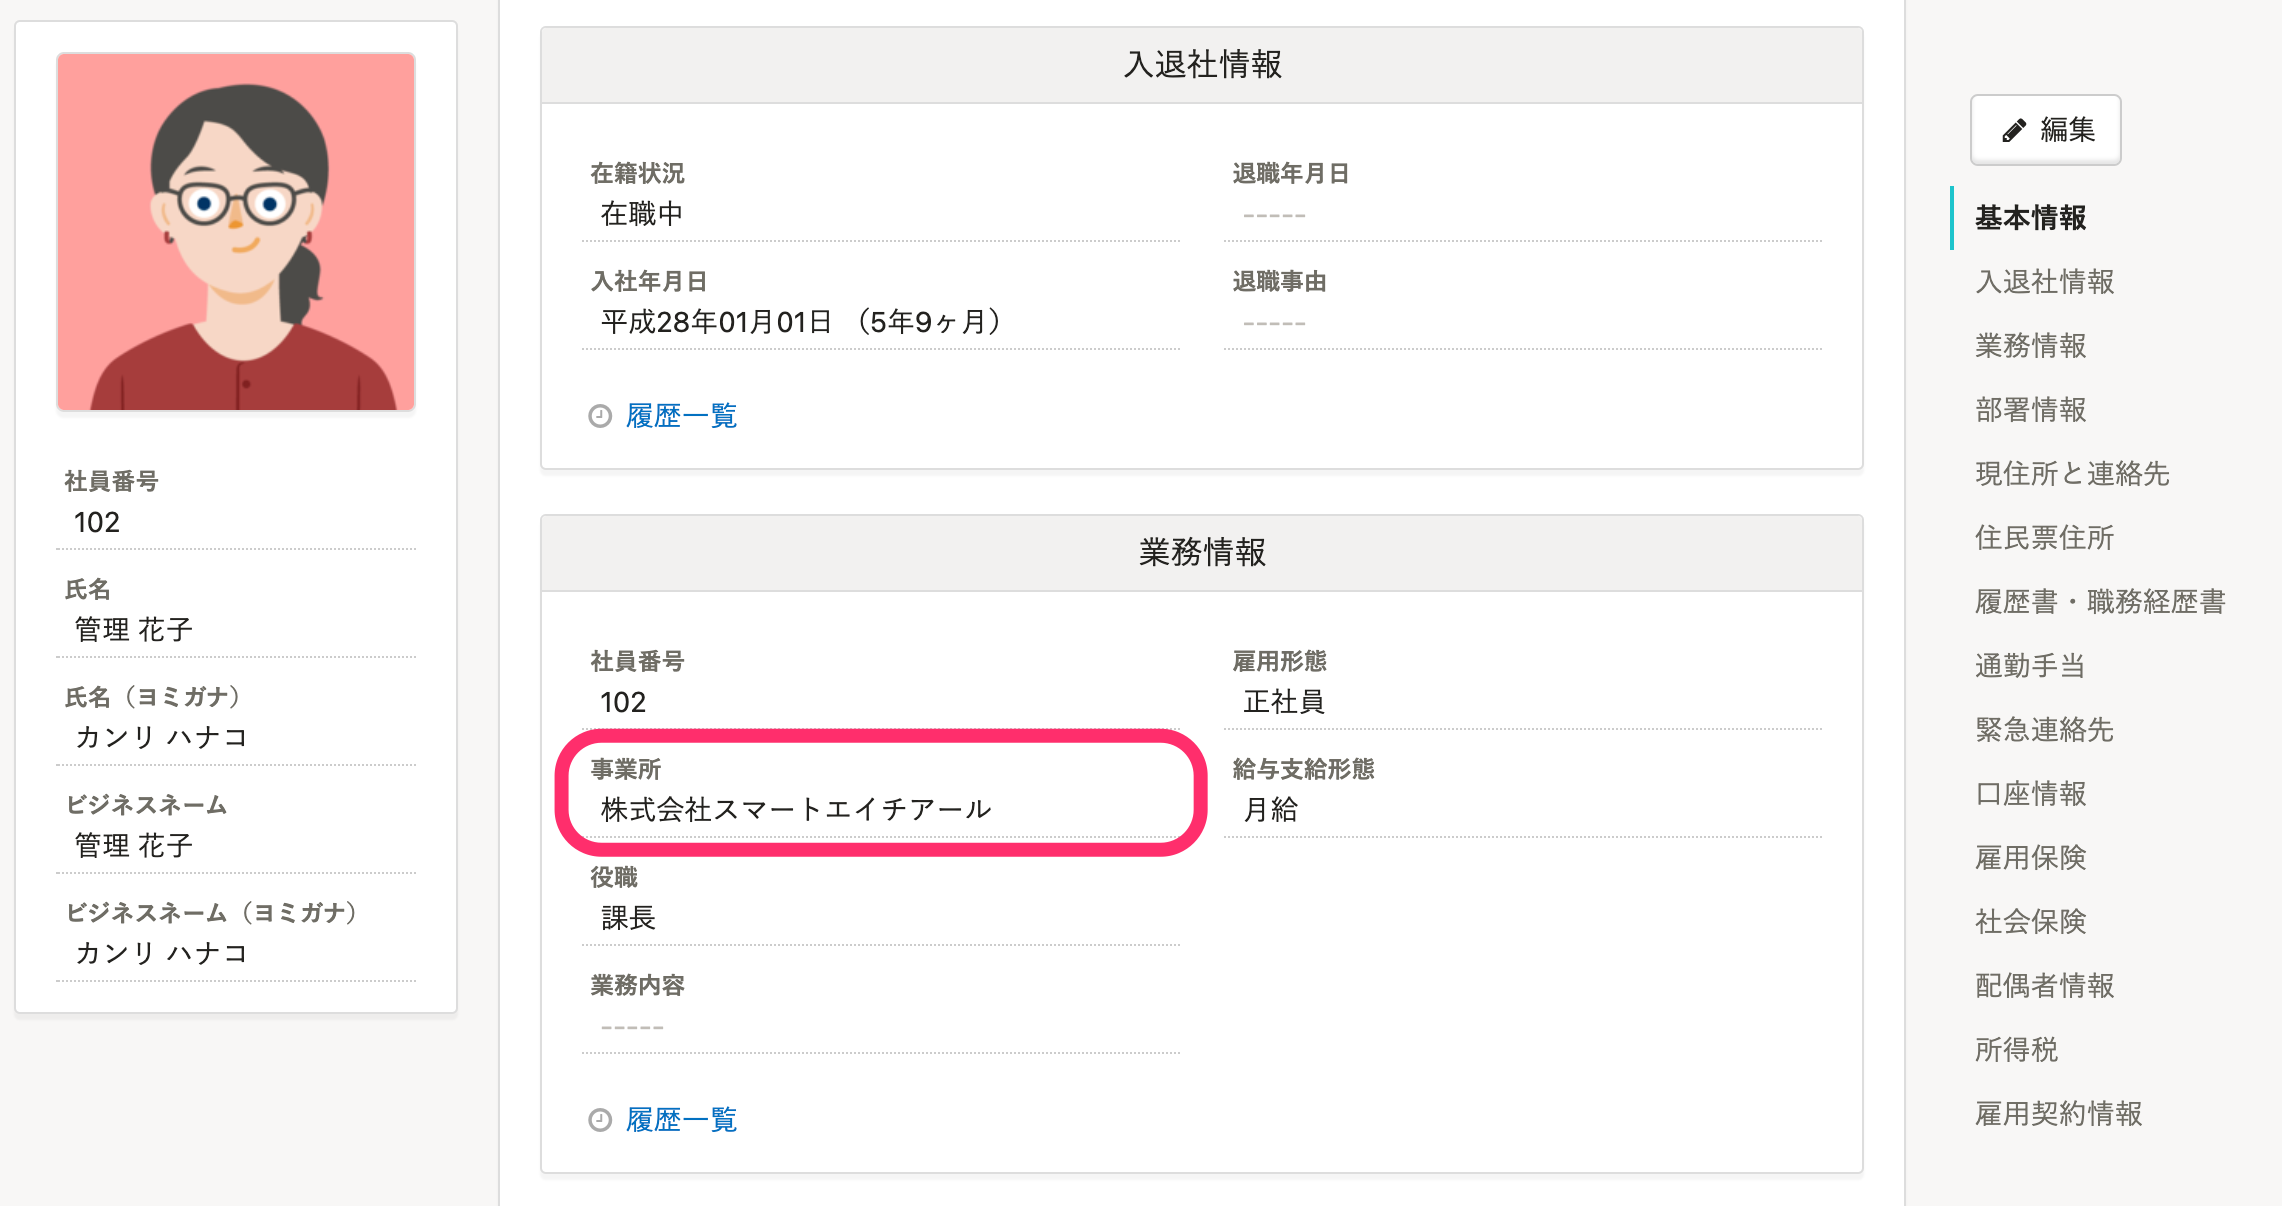 社員番号
102
氏名
管理 花子
氏名（ヨミガナ）
カンリ ハナコ
ビジネスネーム
管理 花子
ビジネスネーム（ヨミガナ）
カンリ ハナコ
入退社情報
在籍状況
在職中
退職年月日
-----
入社年月日
平成28年01月01日 （5年9ヶ月）
退職事由
-----
履歴一覧
業務情報
社員番号
102
雇用形態
正社員
事業所
株式会社スマートエイチアール
給与支給形態
月給
役職
課長
業務内容
-----
履歴一覧
編集
基本情報
入退社情報
業務情報
部署情報
現住所と連絡先
住民票住所
履歴書・職務経歴書
通勤手当
緊急連絡先
口座情報
雇用保険
社会保険
配偶者情報
所得税
雇用契約情報